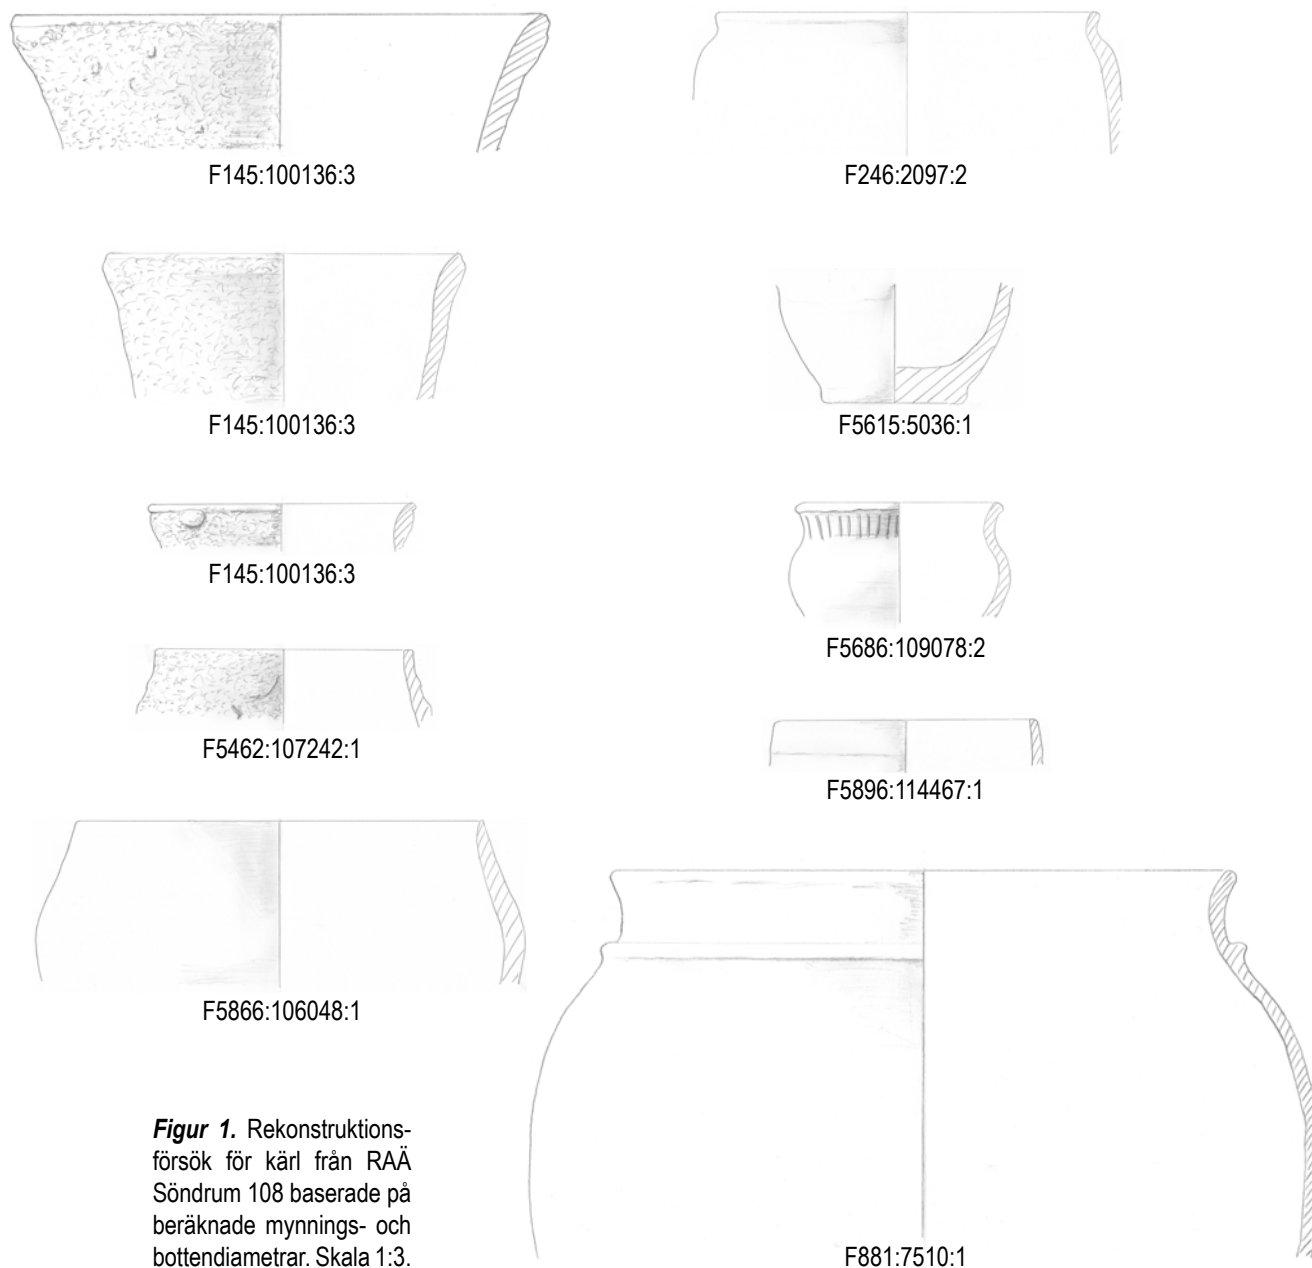 F145:100136:3
F246:2097:2
F145:100136:3
F5615:5036:1
F145:100136:3
F5686:109078:2
F5462:107242:1
F5896:114467:1
F5866:106048:1
Figur 1. Rekonstruktions-
försök för kärl från RAÄ
Söndrum 108 baserade på
beräknade mynnings- och
bottendiametrar. Skala 1:3.
F881:7510:1